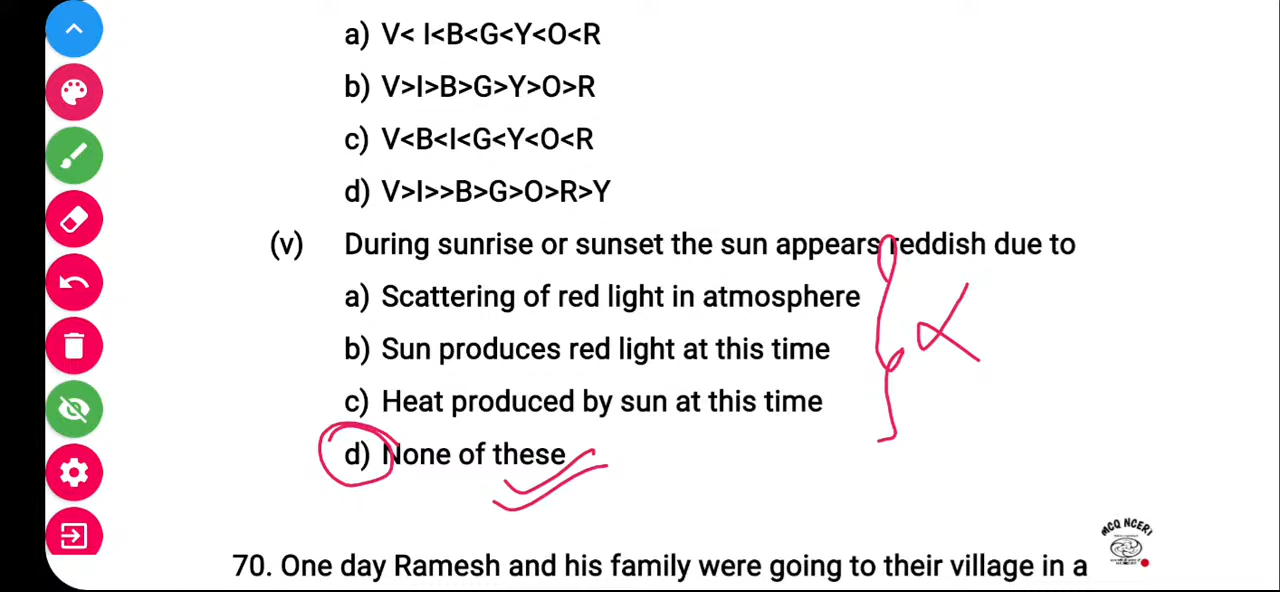 a) V< I<B<G<Y<O<R
b) V>I>B>G>Y>O>R
c) V<B<I<G<Y<O<R
d) V>I>>B>G>O>R>Y
(v) During sunrise or sunset the sun appears reddish due to
a) Scattering of red light in atmosphere
b) Sun produces red light at this time
c) Heat produced by sun at this time
d) None of these
MCQ NCERT
70. One day Ramesh and his family were going to their village in a